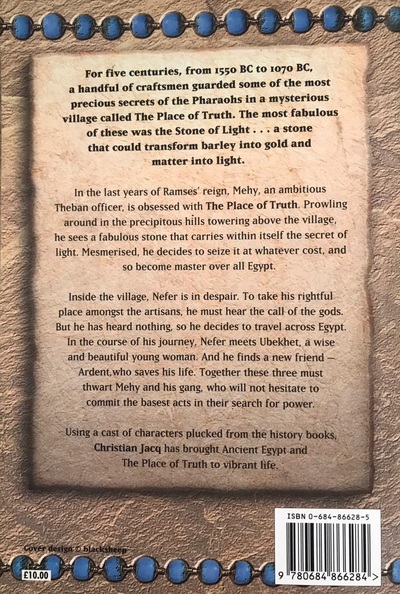 For five centuries, from 1550 BC to 1070 BC,
a handful of craftsmen guarded some of the most
precious secrets of the Pharaohs in a mysterious
village called The Place of Truth. The most fabulous
of these was the Stone of Light . . . a stone
that could transform barley into gold and
matter into light.
In the last years of Ramses' reign, Mehy, an ambitious
Theban officer, is obsessed with The Place of Truth. Prowling
around in the precipitous hills towering above the village,
he sees a fabulous stone that carries within itself the secret of
light. Mesmerised, he decides to seize it at whatever cost, and
so become master over all Egypt.
Inside the village, Nefer is in despair. To take his rightful
place amongst the artisans, he must hear the call of the gods.
But he has heard nothing, so he decides to travel across Egypt.
In the course of his journey, Nefer meets Ubekhet, a wise
and beautiful young woman. And he finds a new friend –
Ardent,who saves his life. Together these three must
thwart Mehy and his gang, who will not hesitate to
commit the basest acts in their search for power.
Using a cast of characters plucked from the history books,
Christian Jacq has brought Ancient Egypt and
The Place of Truth to vibrant life.
ISBN 0-684-86628-5
9 780684 866284 >
Cover design © blacksheep
£10.00